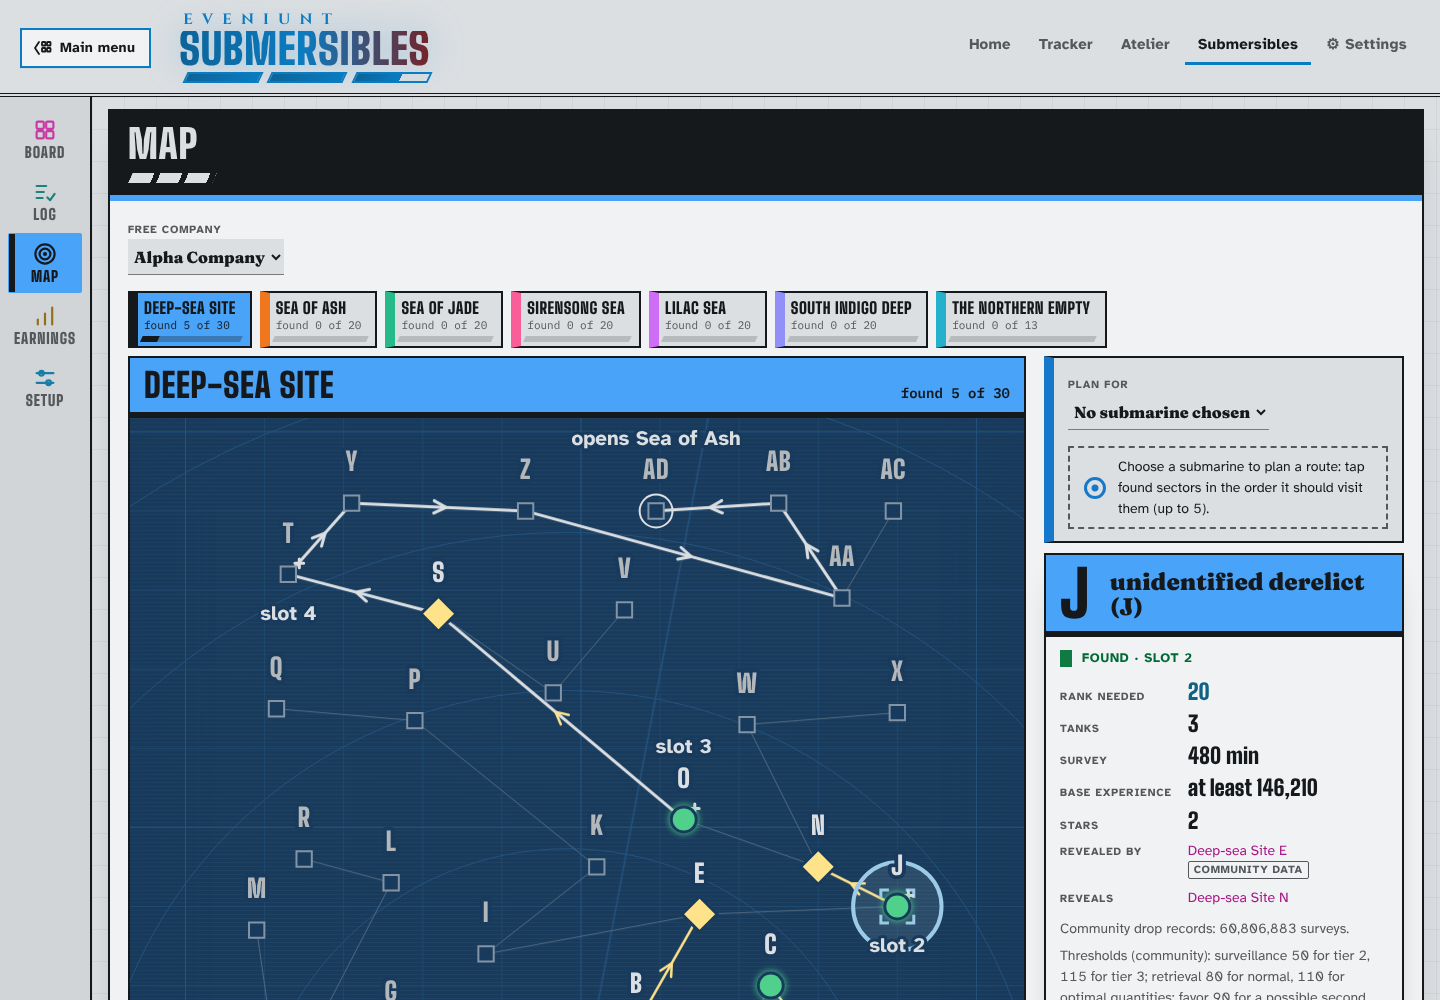 Main menu
EVENIUNT
SUBMERSIBLES
Home
Tracker
Atelier
Submersibles
⚙ Settings
BOARD
LOG
MAP
EARNINGS
SETUP
MAP
FREE COMPANY
Alpha Company
DEEP-SEA SITE
found 5 of 30
SEA OF ASH
found 0 of 20
SEA OF JADE
found 0 of 20
SIRENSONG SEA
found 0 of 20
LILAC SEA
found 0 of 20
SOUTH INDIGO DEEP
found 0 of 20
THE NORTHERN EMPTY
found 0 of 13
DEEP-SEA SITE
found 5 of 30
opens Sea of Ash
Y
Z
AD
AB
AC
T
S
V
AA
slot 4
U
Q
P
W
X
slot 3
O
R
L
K
N
M
E
J
I
slot 2
C
B
G
PLAN FOR
No submarine chosen
Choose a submarine to plan a route: tap
found sectors in the order it should visit
them (up to 5).
J
unidentified derelict
(J)
FOUND · SLOT 2
RANK NEEDED 20
TANKS 3
SURVEY 480 min
BASE EXPERIENCE at least 146,210
STARS 2
REVEALED BY Deep-sea Site E
COMMUNITY DATA
REVEALS Deep-sea Site N
Community drop records: 60,806,883 surveys.
Thresholds (community): surveillance 50 for tier 2,
115 for tier 3; retrieval 80 for normal, 110 for
optimal quantities; favor 90 for a possible second